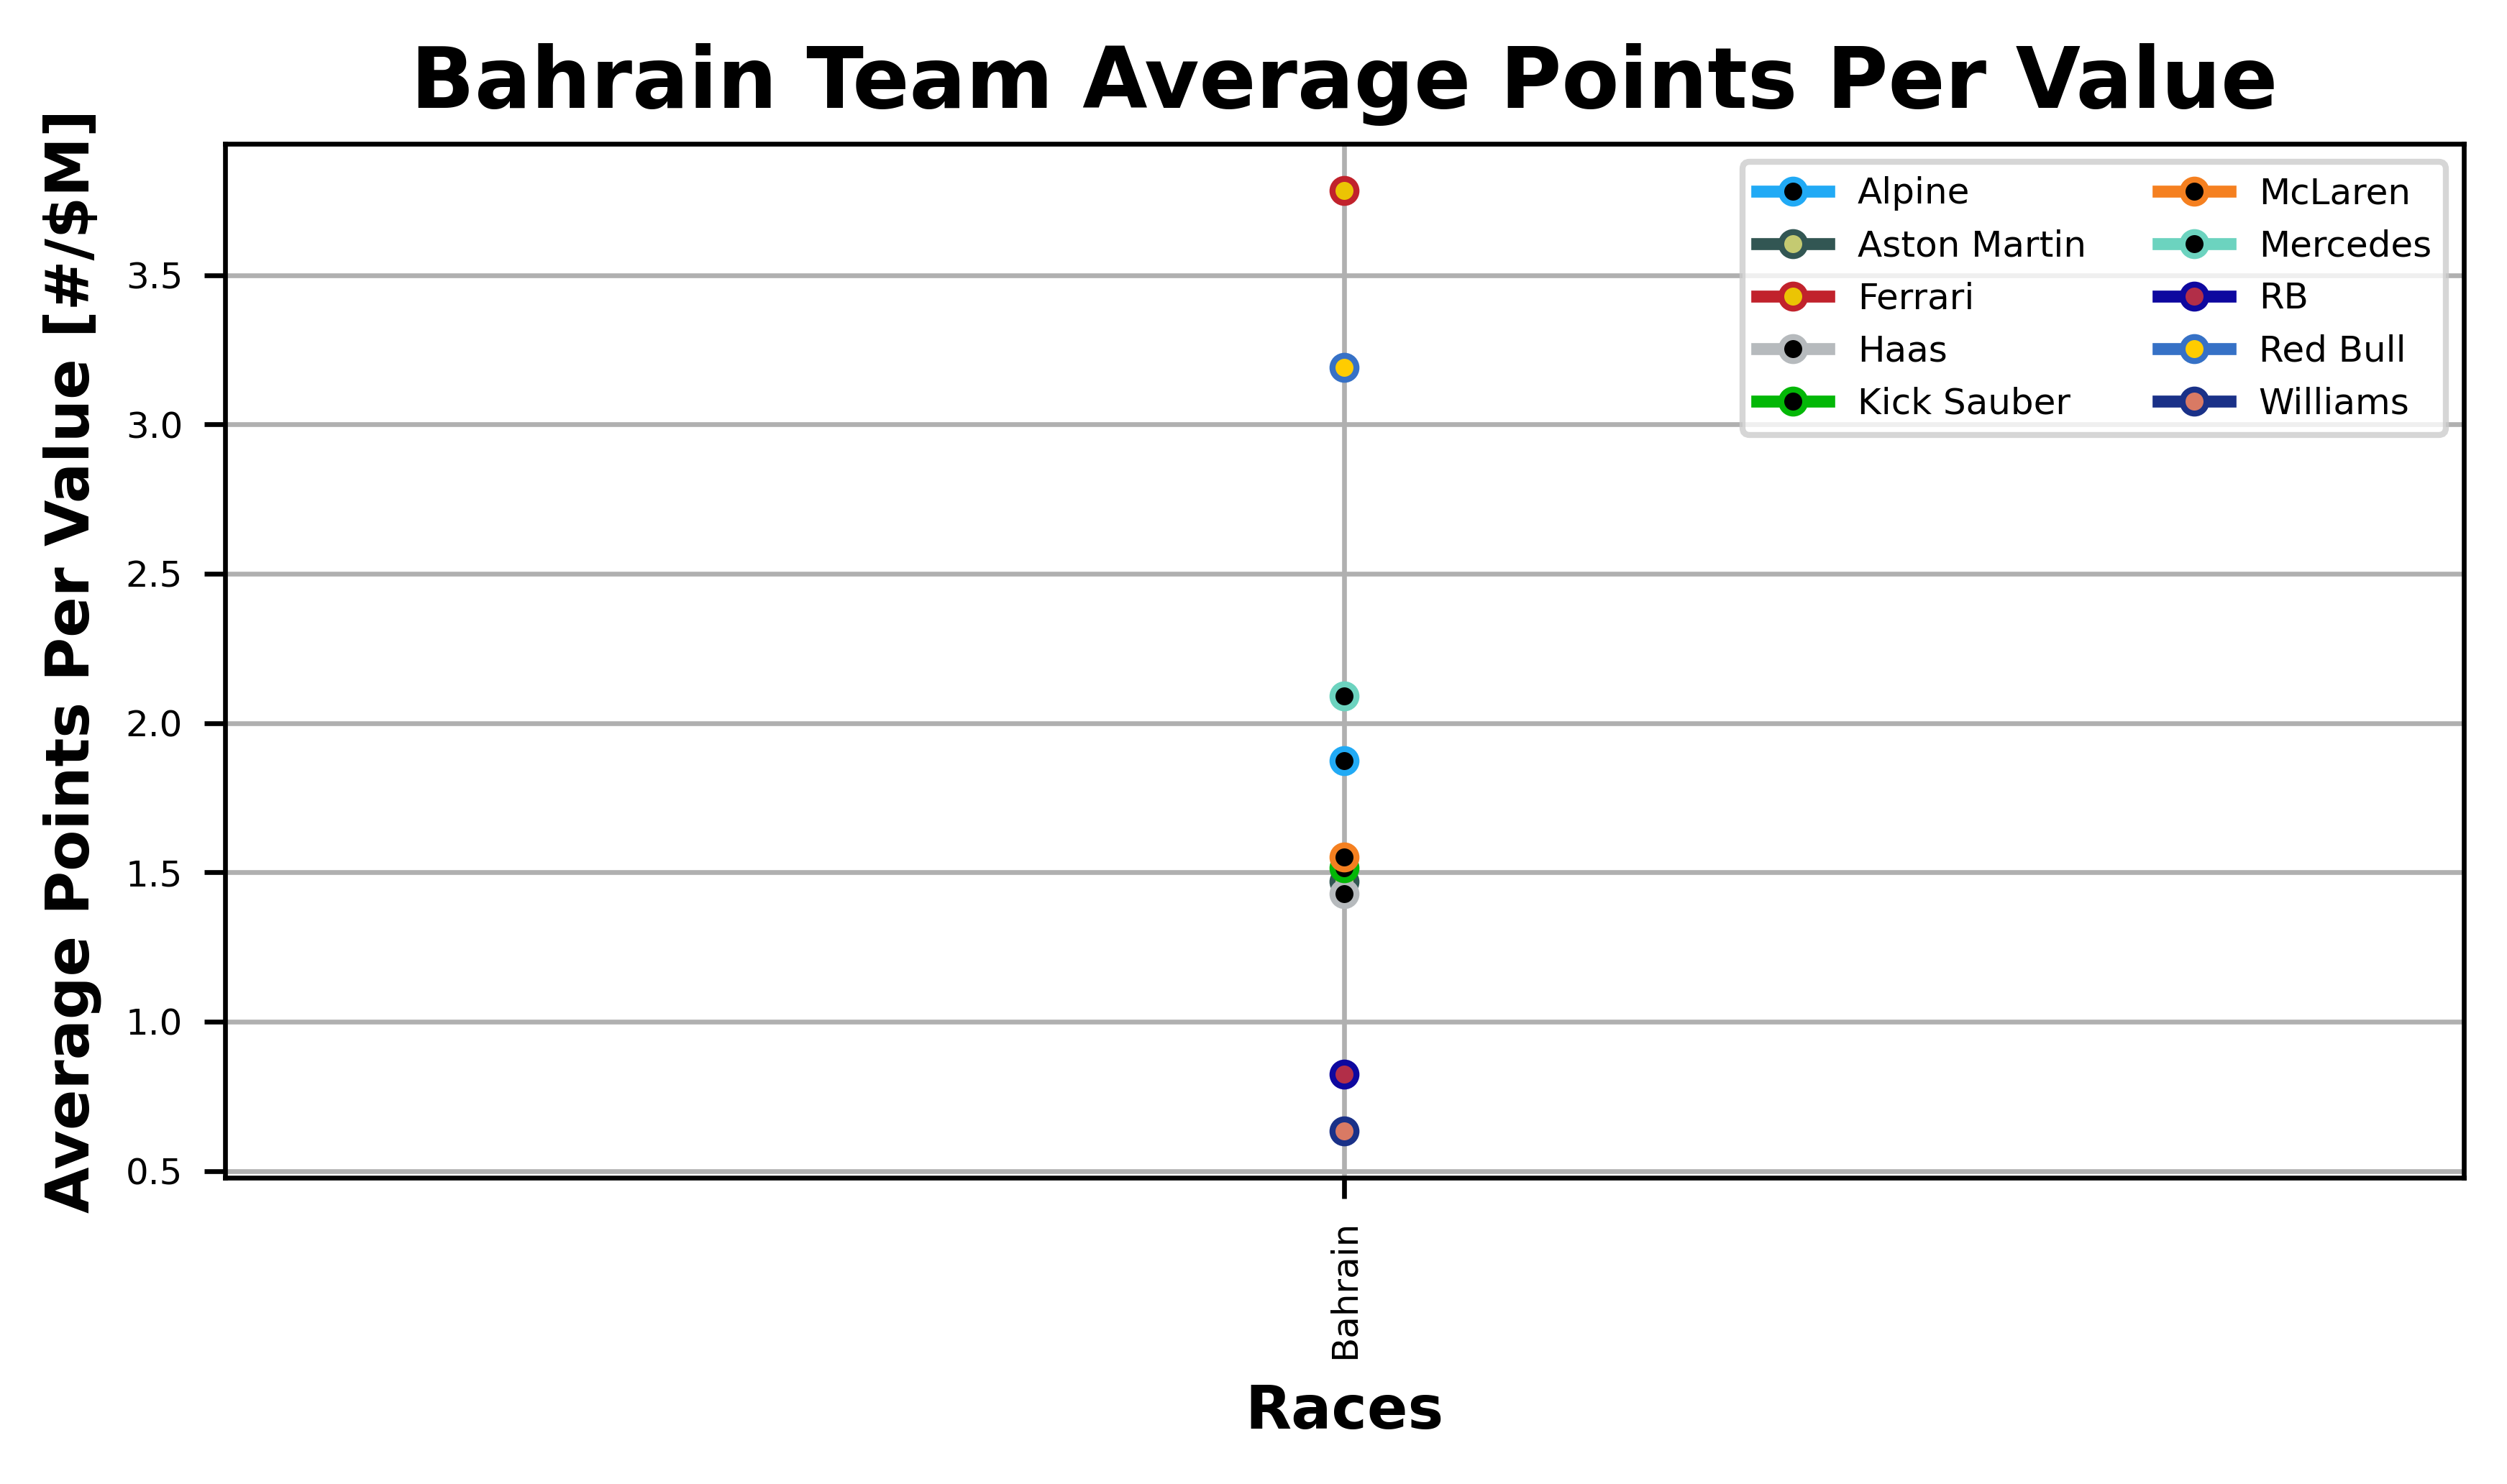 Bahrain Team Average Points Per Value
Average Points Per Value [#/$M]
3.5
3.0
2.5
2.0
1.5
1.0
0.5
Alpine
Aston Martin
Ferrari
Haas
Kick Sauber
McLaren
Mercedes
RB
Red Bull
Williams
Bahrain
Races